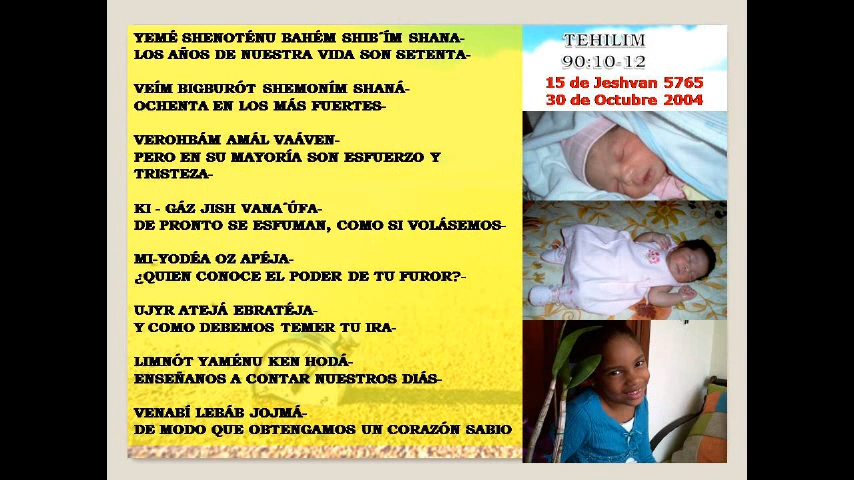 YEMÉ SHENOTÉNU BAHÉM SHIB´ÍM SHANA-
LOS AÑOS DE NUESTRA VIDA SON SETENTA-
VEÍM BIGBURÓT SHEMONÍM SHANÁ-
OCHENTA EN LOS MÁS FUERTES-
VEROHBÁM AMÁL VAÁVEN-
PERO EN SU MAYORÍA SON ESFUERZO Y
TRISTEZA-
KI - GÁZ JISH VANA´ÚFA-
DE PRONTO SE ESFUMAN, COMO SI VOLÁSEMOS-
MI-YODÉA OZ APÉJA-
¿QUIEN CONOCE EL PODER DE TU FUROR?-
UJYR ATEJÁ EBRATÉJA-
Y COMO DEBEMOS TEMER TU IRA-
LIMNÓT YAMÉNU KEN HODÁ-
ENSEÑANOS A CONTAR NUESTROS DIÁS-
VENABÍ LEBÁB JOJMÁ-
DE MODO QUE OBTENGAMOS UN CORAZÓN SABIO
TEHILIM
90:10-12
15 de Jeshvan 5765
30 de Octubre 2004